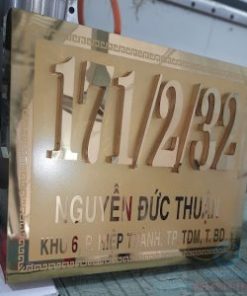 171/2/32
NGUYỄN ĐỨC THUẬN
KHU 6, P. HIỆP THÀNH, TP. TDM, T. BD